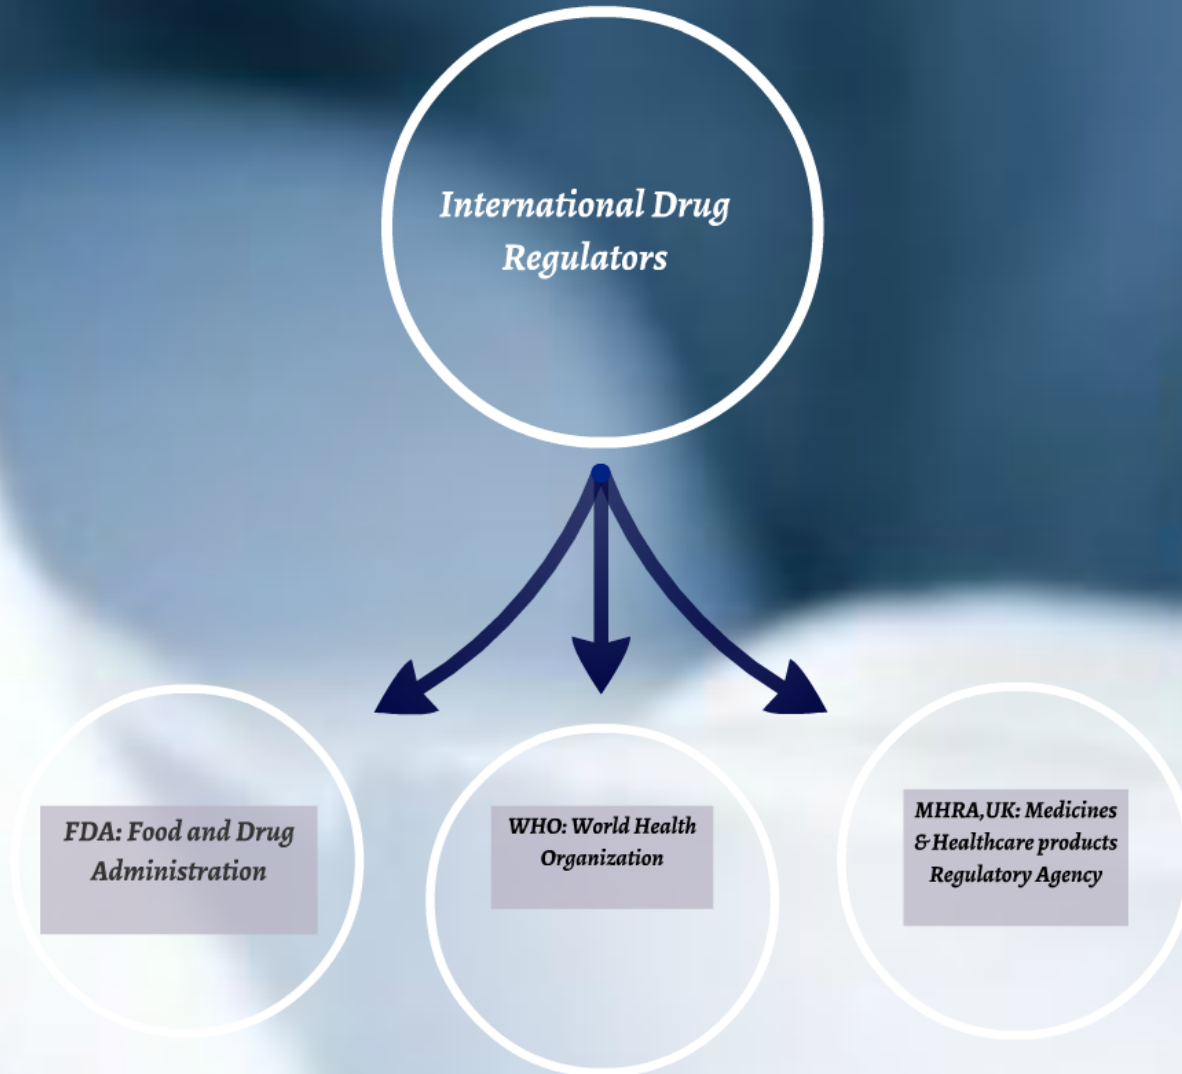 International Drug
Regulators
FDA: Food and Drug
Administration
WHO: World Health
Organization
MHRA,UK: Medicines
& Healthcare products
Regulatory Agency